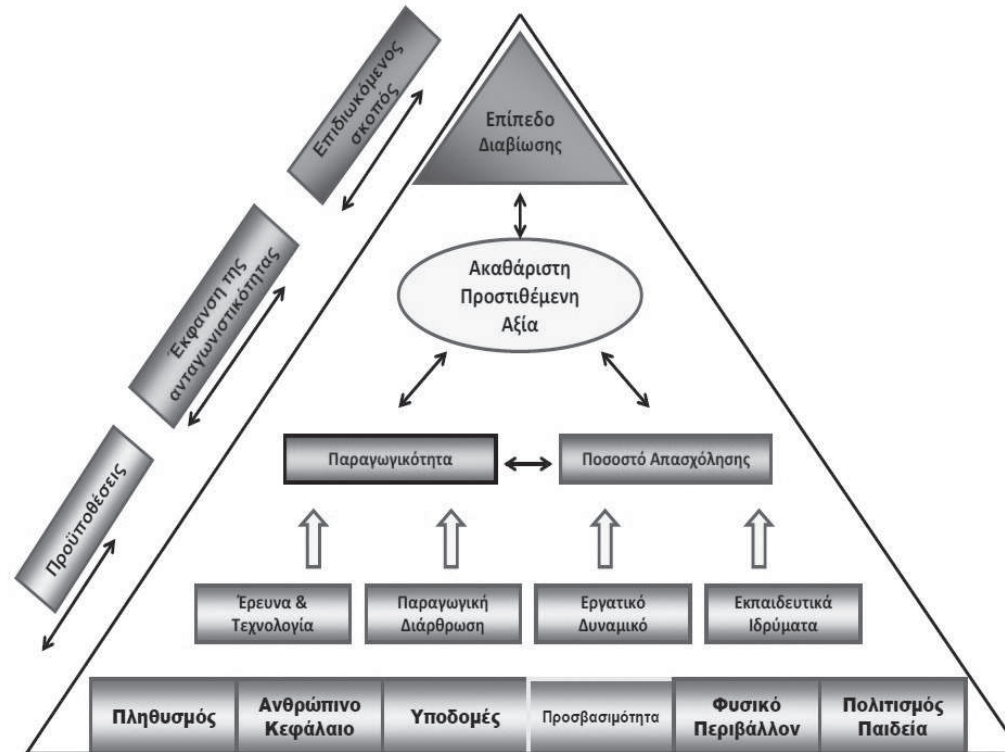 Επιδιωκόμενος
σκοπός
Έκφανση της
ανταγωνιστικότητας
Προϋποθέσεις
Επίπεδο
Διαβίωσης
Ακαθάριστη
Προστιθέμενη
Αξία
Παραγωγικότητα
Ποσοστό Απασχόλησης
Έρευνα &
Τεχνολογία
Παραγωγική
Διάρθρωση
Εργατικό
Δυναμικό
Εκπαιδευτικά
Ιδρύματα
Πληθυσμός
Ανθρώπινο
Κεφάλαιο
Υποδομές
Προσβασιμότητα
Φυσικό
Περιβάλλον
Πολιτισμός
Παιδεία